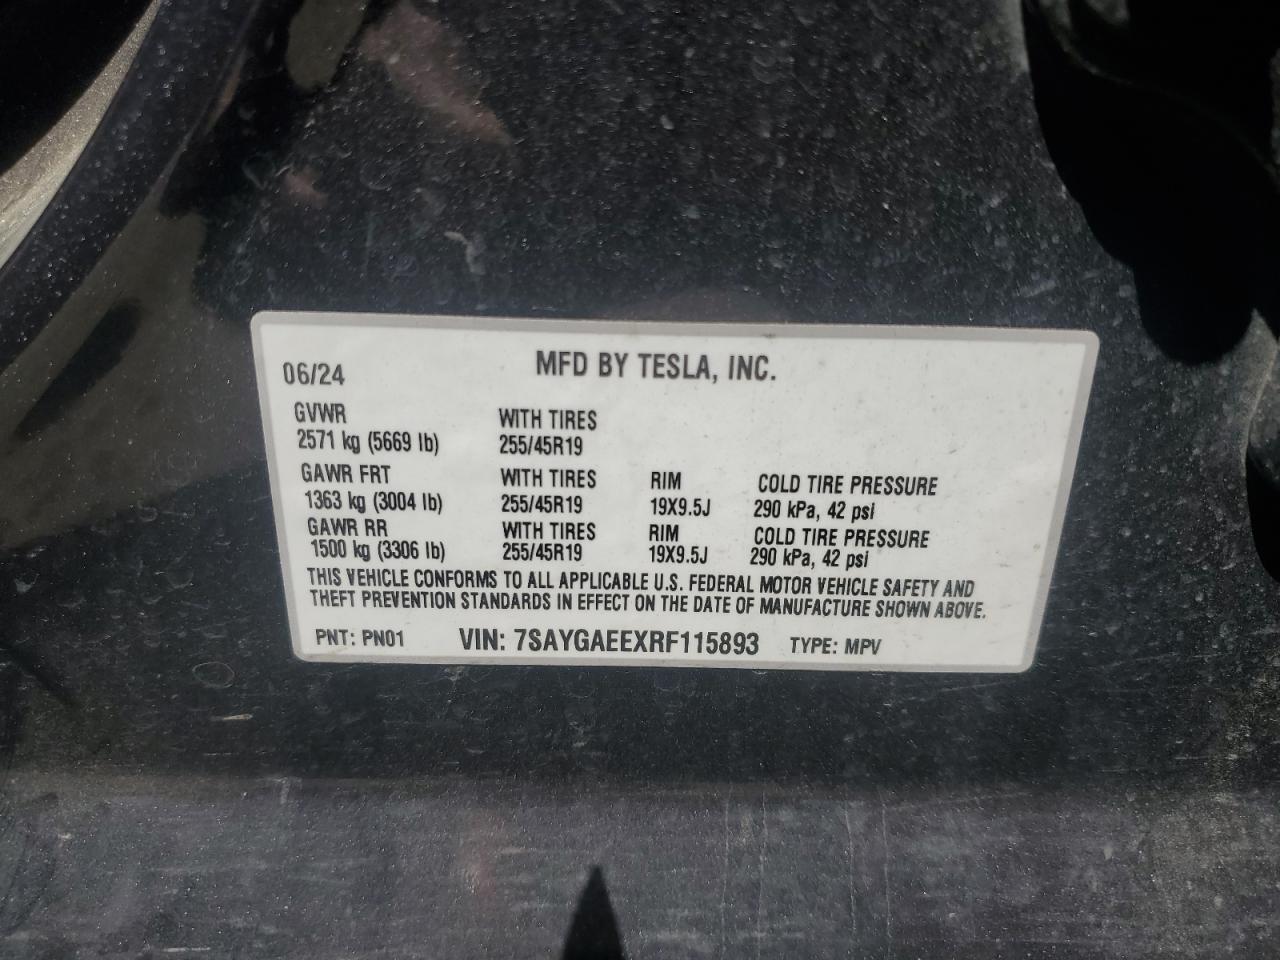 06/24 MFD BY TESLA, INC.
GVWR WITH TIRES
2571 kg (5669 lb) 255/45R19
GAWR FRT WITH TIRES RIM COLD TIRE PRESSURE
1363 kg (3004 lb) 255/45R19 19X9.5J 290 kPa, 42 psi
GAWR RR WITH TIRES RIM COLD TIRE PRESSURE
1500 kg (3306 lb) 255/45R19 19X9.5J 290 kPa, 42 psi
THIS VEHICLE CONFORMS TO ALL APPLICABLE U.S. FEDERAL MOTOR VEHICLE SAFETY AND
THEFT PREVENTION STANDARDS IN EFFECT ON THE DATE OF MANUFACTURE SHOWN ABOVE.
PNT: PN01 VIN: 7SAYGAEEXRF115893 TYPE: MPV